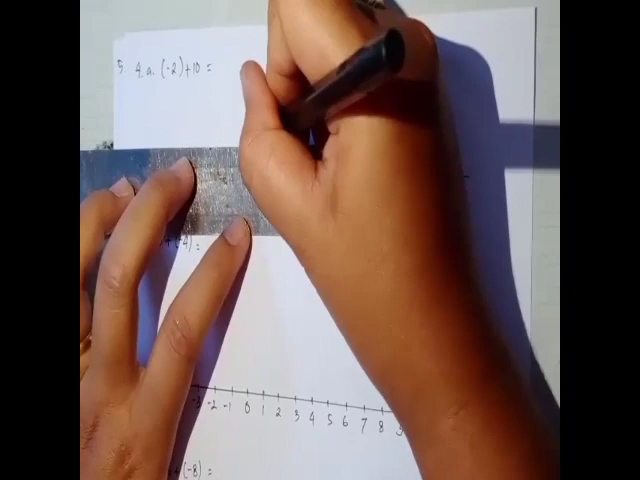 5. 4. a. (-2)+10 =
+(-4) =
-3 -2 -1 0 1 2 3 4 5 6 7 8 9
+(-8) =